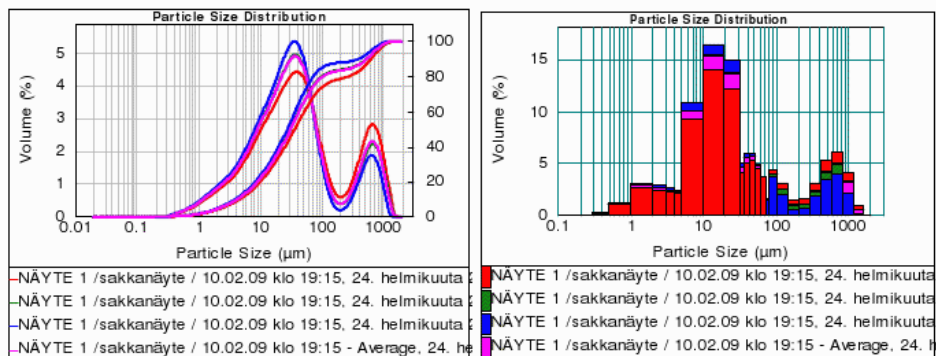 Particle Size Distribution
5
4
3
2
1
0
100
80
60
40
20
0
Volume (%)
0.01 0.1 1 10 100 1000
Particle Size (µm)
NÄYTE 1 /sakkanäyte / 10.02.09 klo 19:15, 24. helmikuuta
NÄYTE 1 /sakkanäyte / 10.02.09 klo 19:15, 24. helmikuuta
NÄYTE 1 /sakkanäyte / 10.02.09 klo 19:15, 24. helmikuuta
NÄYTE 1 /sakkanäyte / 10.02.09 klo 19:15 - Average, 24. he
Particle Size Distribution
15
10
5
0
Volume (%)
0.1 1 10 100 1000
Particle Size (µm)
NÄYTE 1 /sakkanäyte / 10.02.09 klo 19:15, 24. helmikuuta
NÄYTE 1 /sakkanäyte / 10.02.09 klo 19:15, 24. helmikuuta
NÄYTE 1 /sakkanäyte / 10.02.09 klo 19:15, 24. helmikuuta
NÄYTE 1 /sakkanäyte / 10.02.09 klo 19:15 - Average, 24.